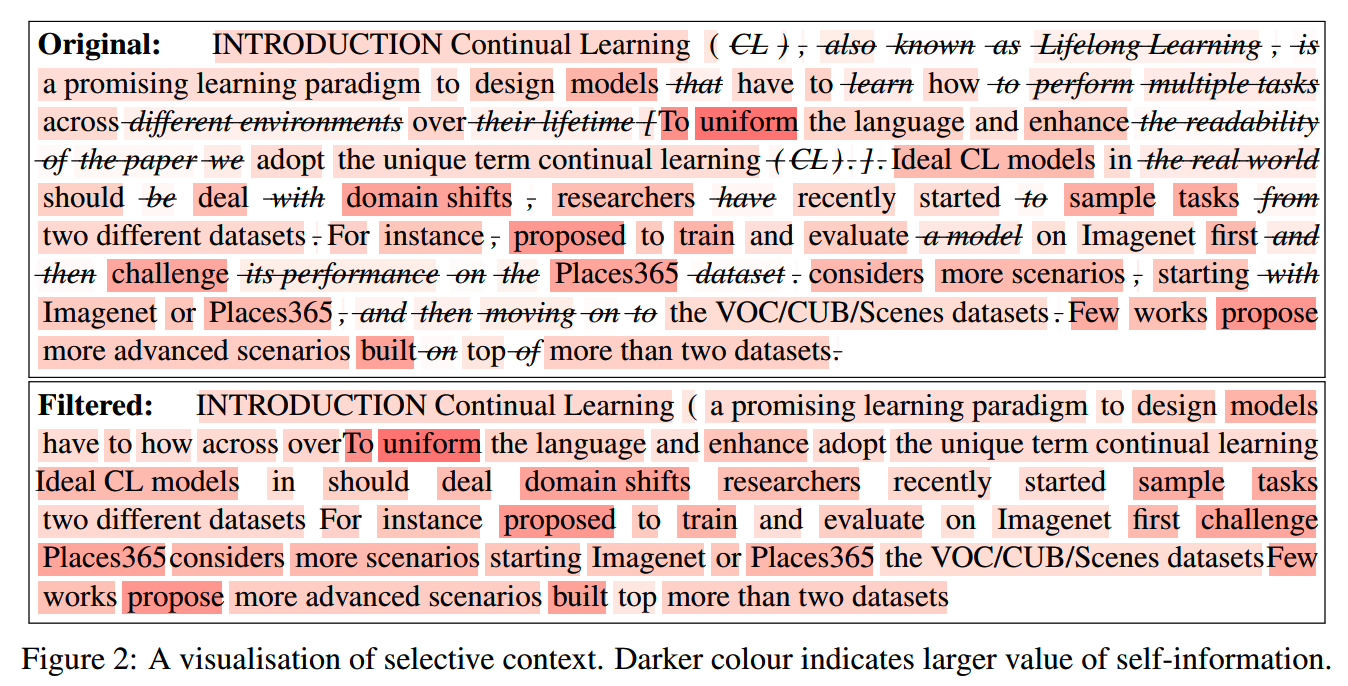 Original: INTRODUCTION Continual Learning ( CL ) , also known as Lifelong Learning , is
a promising learning paradigm to design models that have to learn how to perform multiple tasks
across different environments over their lifetime [To uniform the language and enhance the readability
of the paper we adopt the unique term continual learning ( CL ) . ] . Ideal CL models in the real world
should be deal with domain shifts , researchers have recently started to sample tasks from
two different datasets . For instance , proposed to train and evaluate a model on Imagenet first and
then challenge its performance on the Places365 dataset . considers more scenarios , starting with
Imagenet or Places365 , and then moving on to the VOC/CUB/Scenes datasets . Few works propose
more advanced scenarios built on top of more than two datasets.
Filtered: INTRODUCTION Continual Learning ( a promising learning paradigm to design models
have to how across overTo uniform the language and enhance adopt the unique term continual learning
Ideal CL models in should deal domain shifts researchers recently started sample tasks
two different datasets For instance proposed to train and evaluate on Imagenet first challenge
Places365considers more scenarios starting Imagenet or Places365 the VOC/CUB/Scenes datasetsFew
works propose more advanced scenarios built top more than two datasets
Figure 2: A visualisation of selective context. Darker colour indicates larger value of self-information.